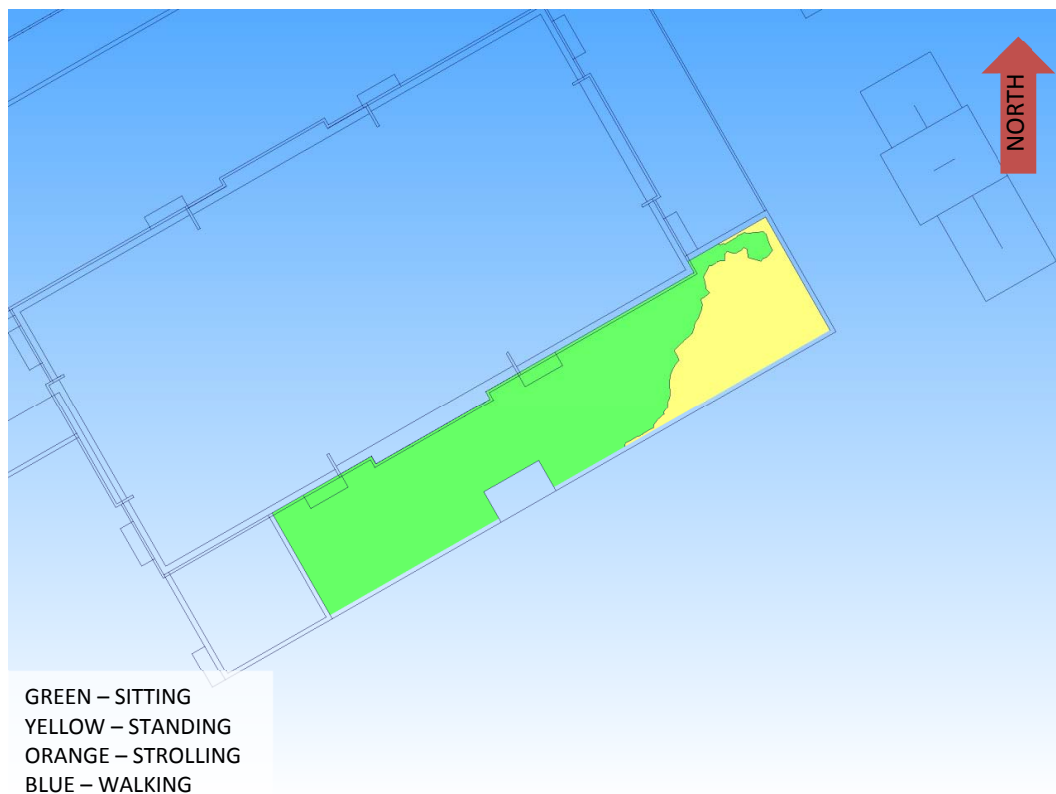 NORTH
GREEN – SITTING
YELLOW – STANDING
ORANGE – STROLLING
BLUE – WALKING